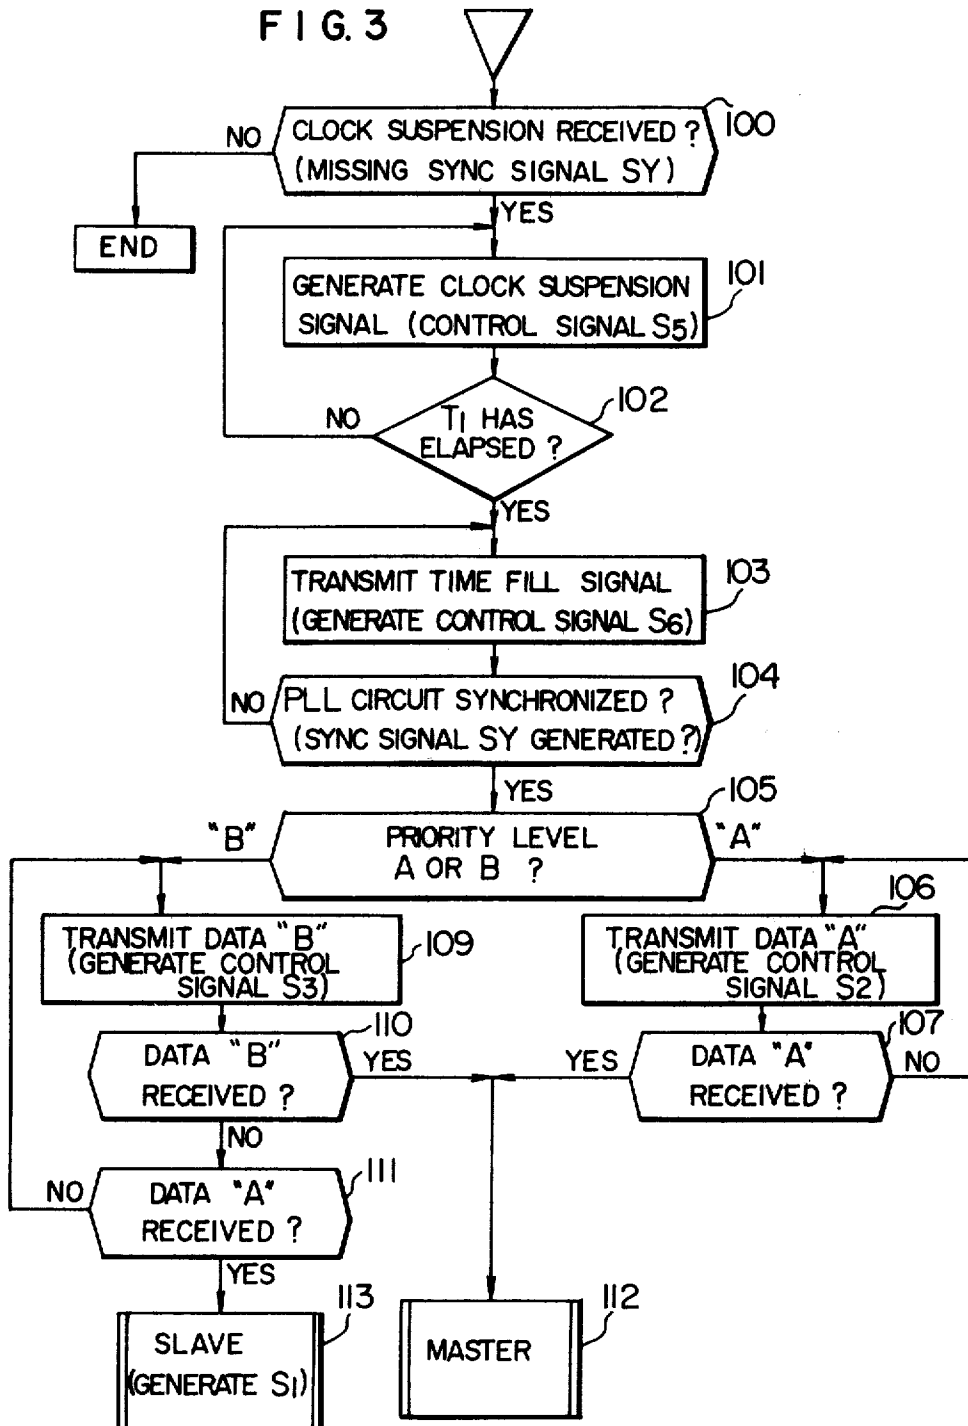 FIG. 3
100
NO
CLOCK SUSPENSION RECEIVED ?
(MISSING SYNC SIGNAL SY)
YES
END
101
GENERATE CLOCK SUSPENSION
SIGNAL (CONTROL SIGNAL S5)
102
NO
T1 HAS
ELAPSED ?
YES
103
TRANSMIT TIME FILL SIGNAL
(GENERATE CONTROL SIGNAL S6)
104
NO
PLL CIRCUIT SYNCHRONIZED ?
(SYNC SIGNAL SY GENERATED ?)
YES
105
"B"
PRIORITY LEVEL
A OR B ?
"A"
106
TRANSMIT DATA "B"
(GENERATE CONTROL
SIGNAL S3)
109
TRANSMIT DATA "A"
(GENERATE CONTROL
SIGNAL S2)
110
107
DATA "B"
RECEIVED ?
YES
YES
DATA "A"
RECEIVED ?
NO
NO
111
NO
DATA "A"
RECEIVED ?
YES
113
SLAVE
(GENERATE S1)
112
MASTER